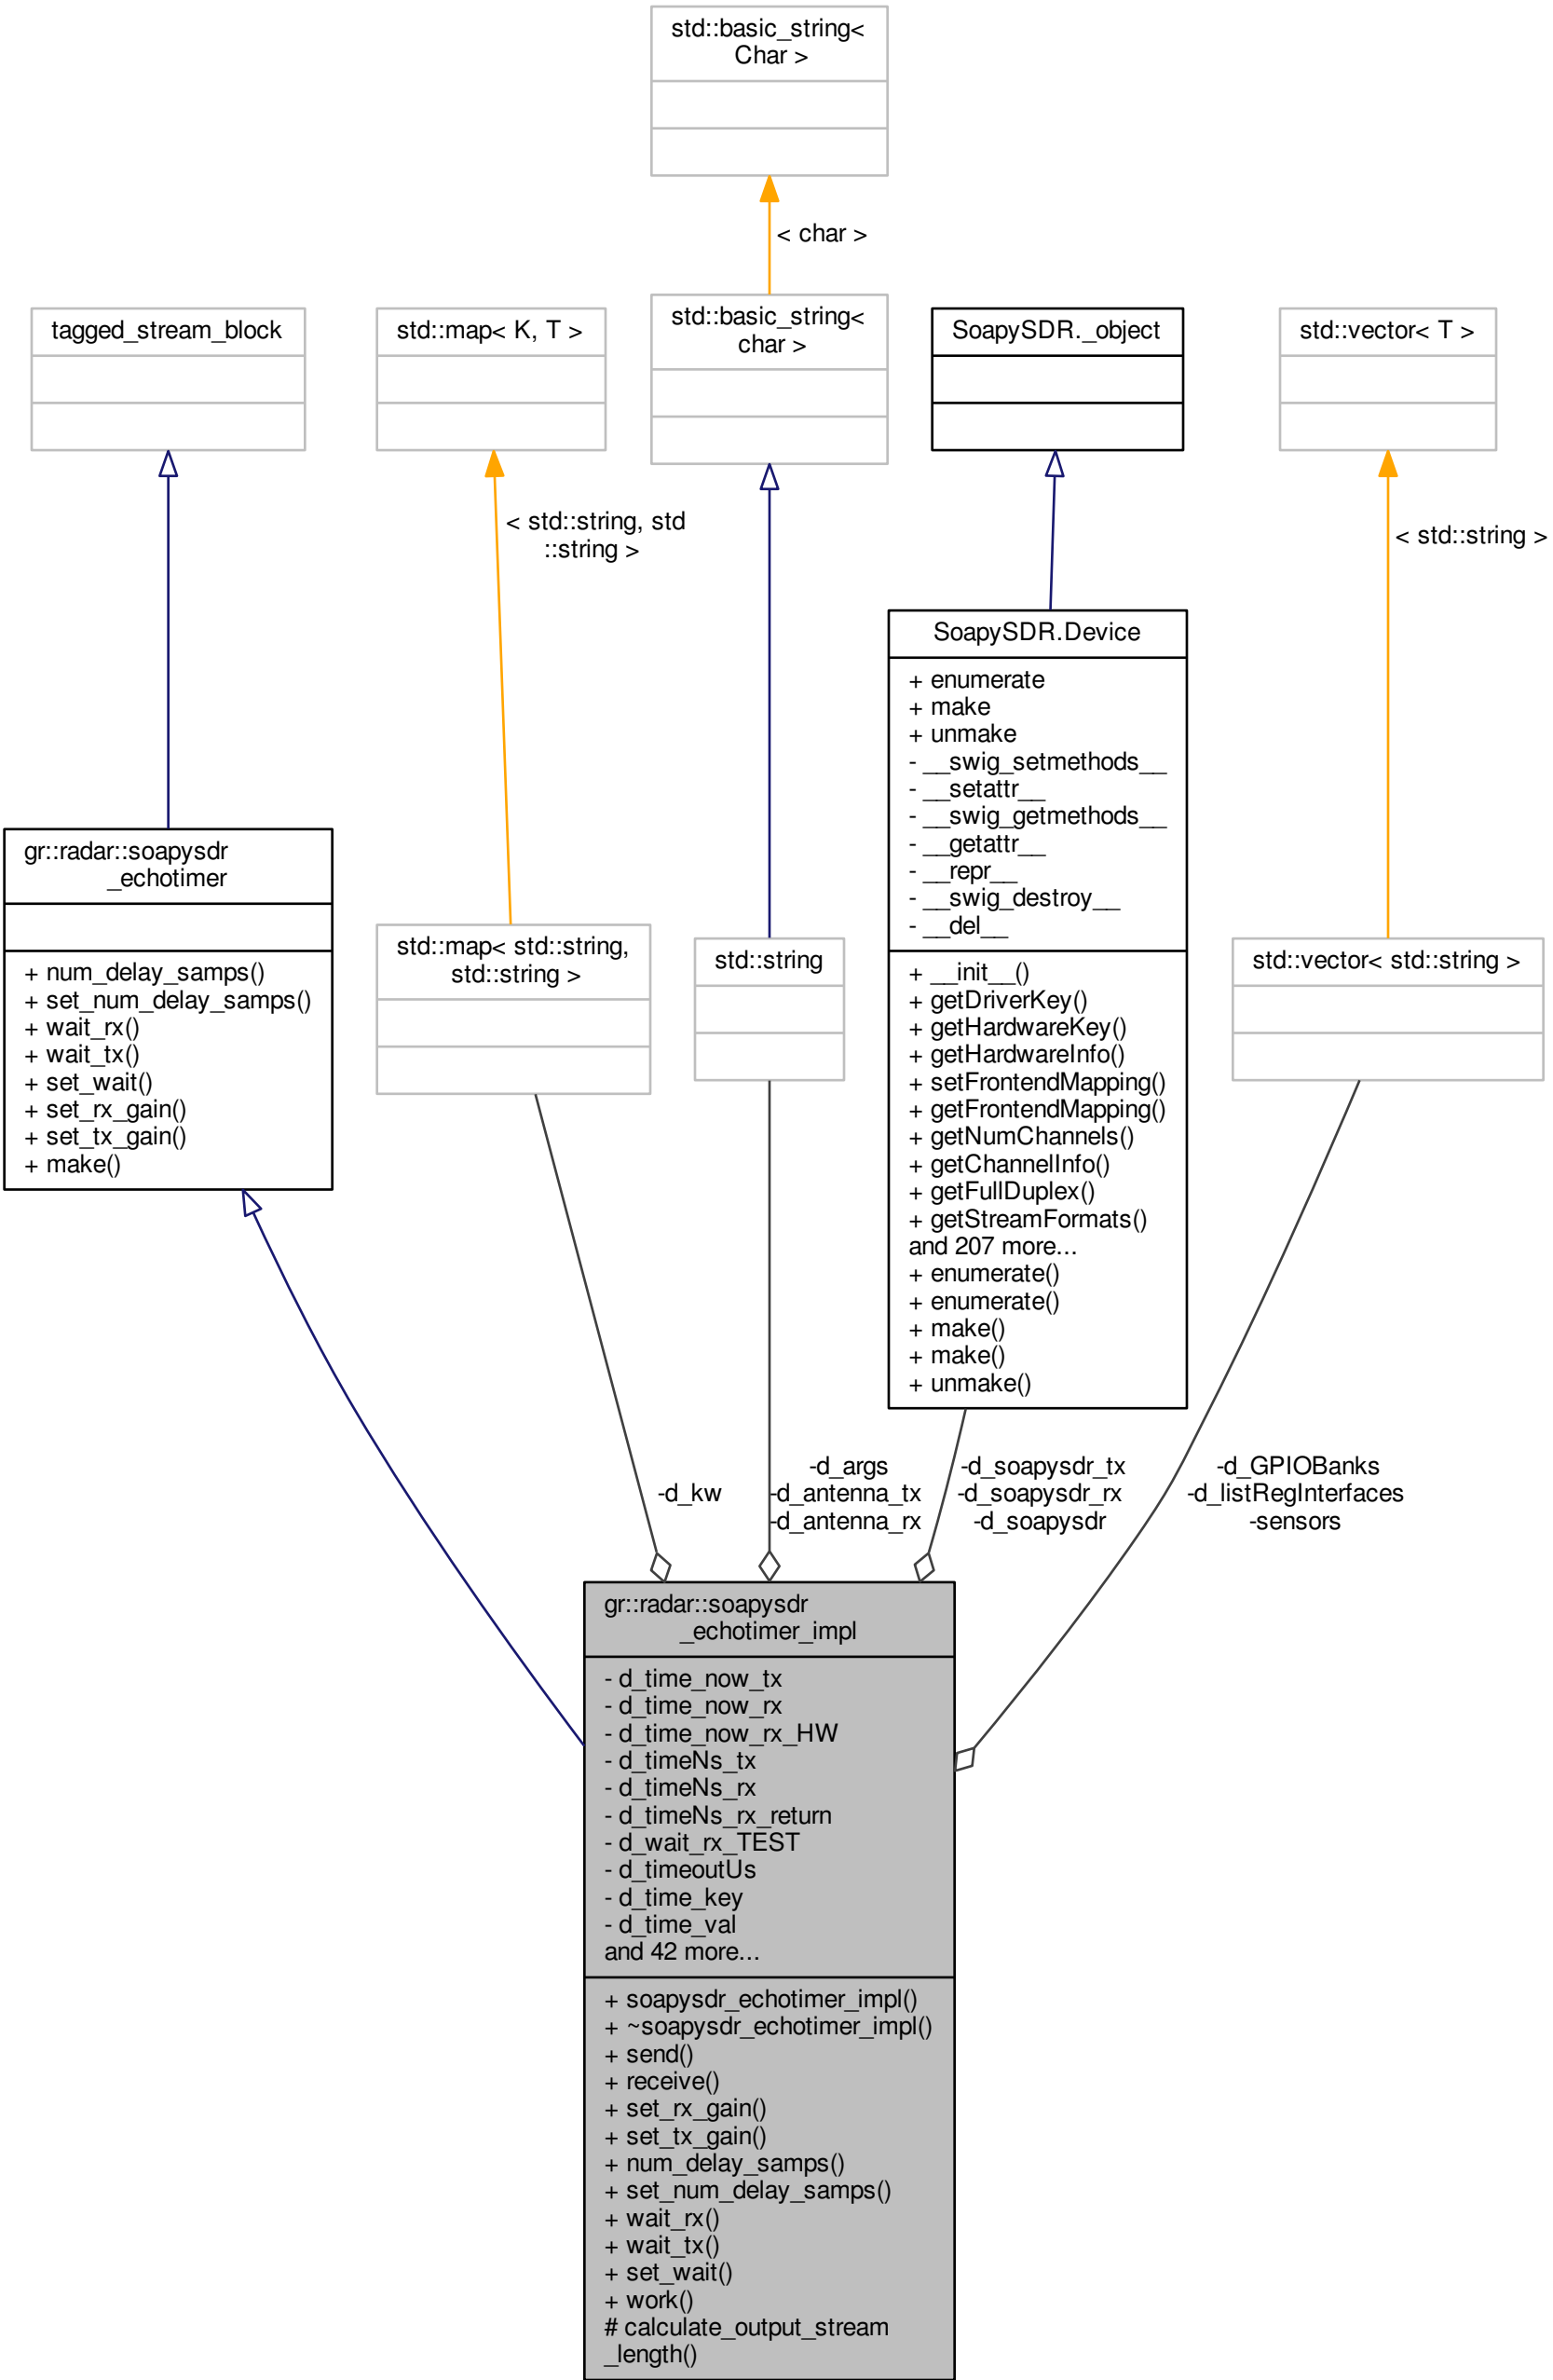 std::basic_string<
Char >
< char >
tagged_stream_block
std::map< K, T >
std::basic_string<
char >
SoapySDR._object
std::vector< T >
< std::string, std
::string >
< std::string >
SoapySDR.Device
+ enumerate
+ make
+ unmake
- __swig_setmethods__
- __setattr__
- __swig_getmethods__
- __getattr__
- __repr__
- __swig_destroy__
- __del__
+ __init__()
+ getDriverKey()
+ getHardwareKey()
+ getHardwareInfo()
+ setFrontendMapping()
+ getFrontendMapping()
+ getNumChannels()
+ getChannelInfo()
+ getFullDuplex()
+ getStreamFormats()
and 207 more...
+ enumerate()
+ enumerate()
+ make()
+ make()
+ unmake()
gr::radar::soapysdr
_echotimer
+ num_delay_samps()
+ set_num_delay_samps()
+ wait_rx()
+ wait_tx()
+ set_wait()
+ set_rx_gain()
+ set_tx_gain()
+ make()
std::map< std::string,
std::string >
std::string
std::vector< std::string >
-d_kw
-d_args
-d_antenna_tx
-d_antenna_rx
-d_soapysdr_tx
-d_soapysdr_rx
-d_soapysdr
-d_GPIOBanks
-d_listRegInterfaces
-sensors
gr::radar::soapysdr
_echotimer_impl
- d_time_now_tx
- d_time_now_rx
- d_time_now_rx_HW
- d_timeNs_tx
- d_timeNs_rx
- d_timeNs_rx_return
- d_wait_rx_TEST
- d_timeoutUs
- d_time_key
- d_time_val
and 42 more...
+ soapysdr_echotimer_impl()
+ ~soapysdr_echotimer_impl()
+ send()
+ receive()
+ set_rx_gain()
+ set_tx_gain()
+ num_delay_samps()
+ set_num_delay_samps()
+ wait_rx()
+ wait_tx()
+ set_wait()
+ work()
# calculate_output_stream
_length()